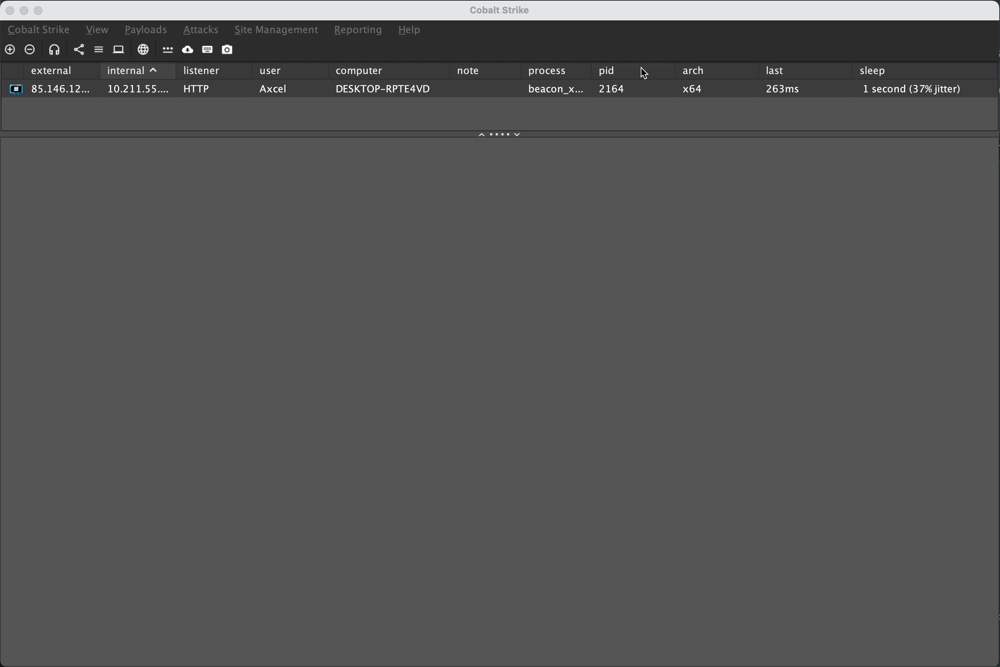 Cobalt Strike
Cobalt Strike View Payloads Attacks Site Management Reporting Help
external internal listener user computer note process pid arch last sleep
85.146.12... 10.211.55.... HTTP Axcel DESKTOP-RPTE4VD beacon_x... 2164 x64 263ms 1 second (37% jitter)